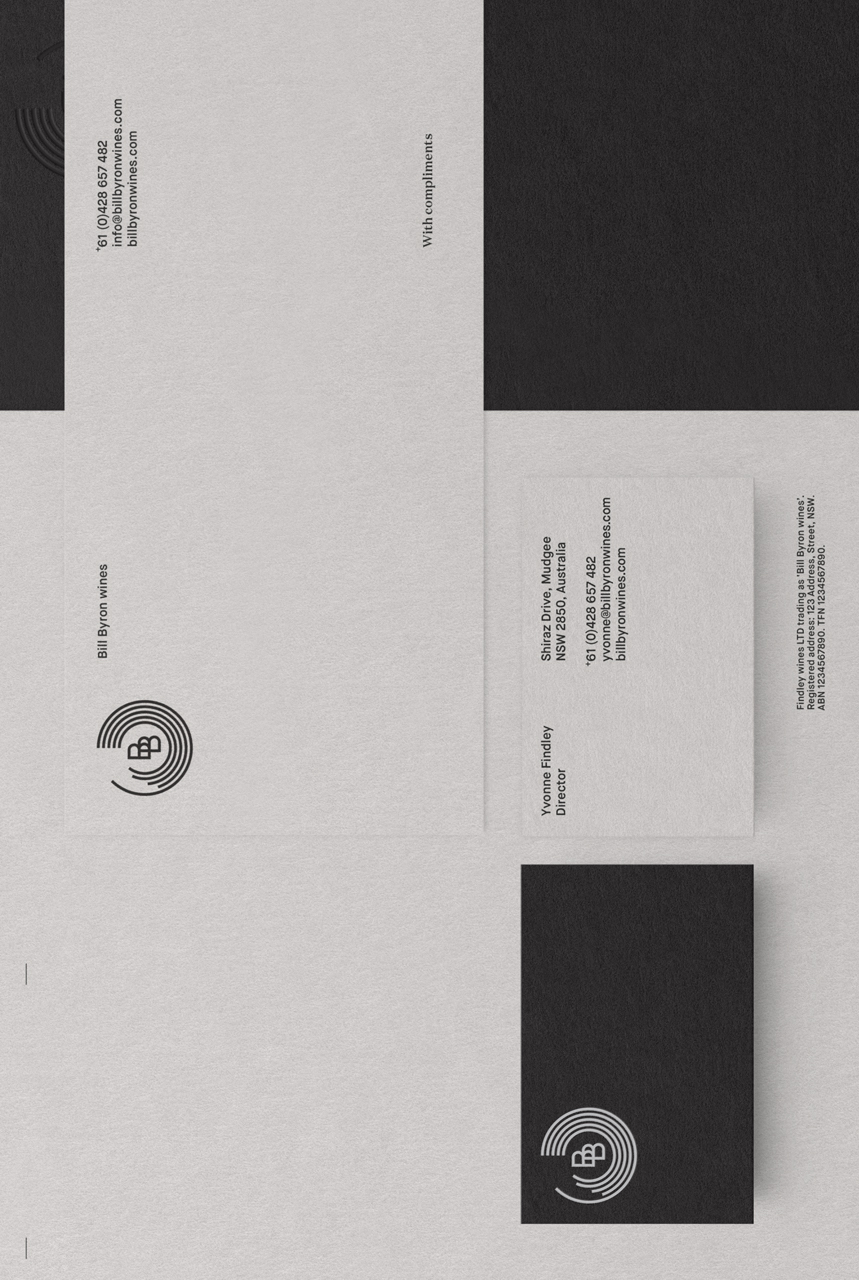 Bill Byron wines
+61 (0)428 657 482
info@billbyronwines.com
billbyronwines.com
With compliments
BB
Yvonne Findley
Director
Shiraz Drive, Mudgee
NSW 2850, Australia
+61 (0)428 657 482
yvonne@billbyronwines.com
billbyronwines.com
Findley wines LTD trading as 'Bill Byron wines'.
Registered address: 123 Address, Street, NSW.
ABN 1234567890. TFN 1234567890.
BB